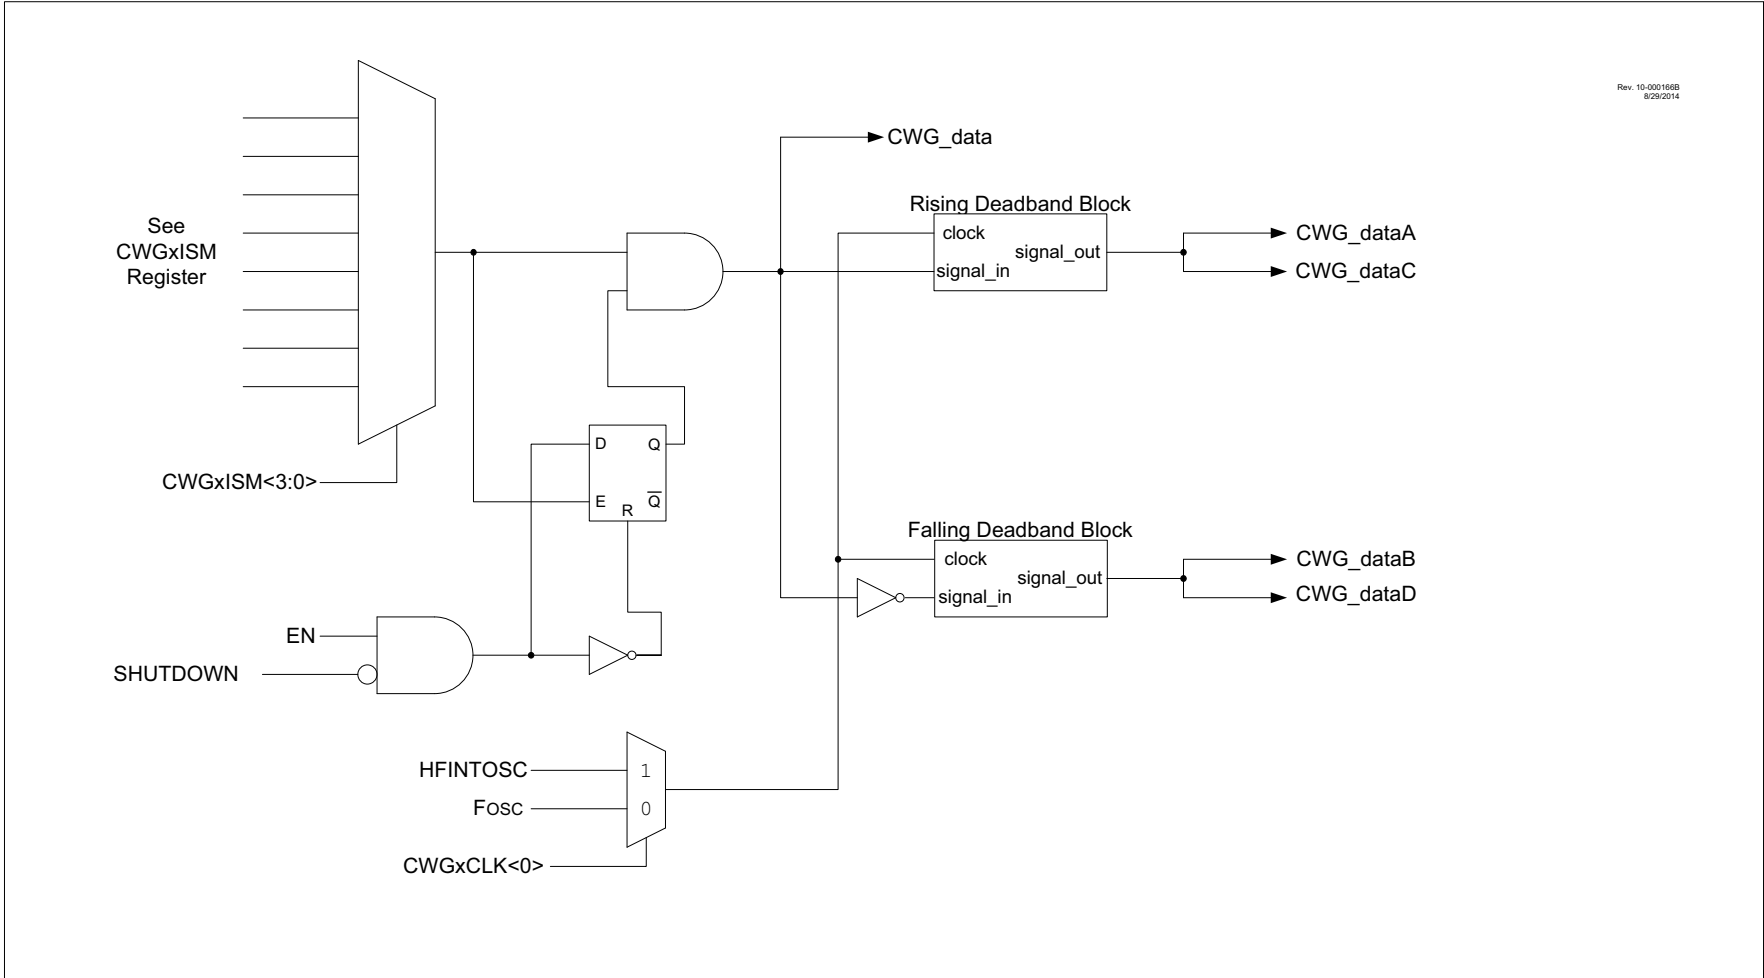 Rev. 10-000166B
8/29/2014
CWG_data
Rising Deadband Block
clock
signal_out
signal_in
CWG_dataA
CWG_dataC
See
CWGxISM
Register
D
Q
E
R
Q
CWGxISM<3:0>
Falling Deadband Block
clock
signal_out
signal_in
CWG_dataB
CWG_dataD
EN
SHUTDOWN
HFINTOSC
1
FOSC
0
CWGxCLK<0>